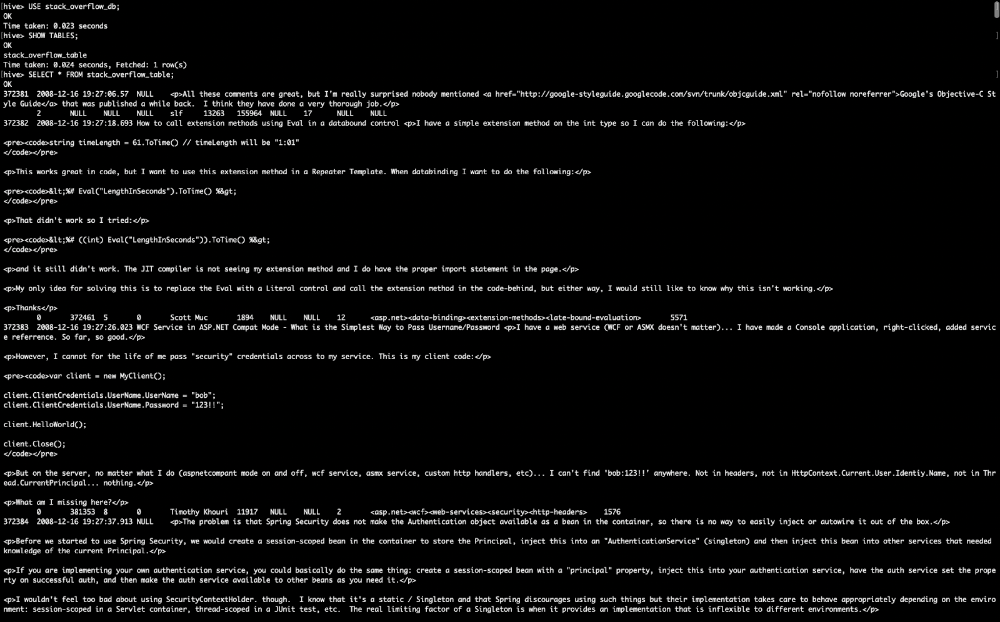 [hive> USE stack_overflow_db;
OK
Time taken: 0.023 seconds
[hive> SHOW TABLES; ]
OK
stack_overflow_table
Time taken: 0.024 seconds, Fetched: 1 row(s)
[hive> SELECT * FROM stack_overflow_table; ]
OK
372381 2008-12-16 19:27:06.57 NULL <p>All these comments are great, but I'm really surprised nobody mentioned <a href="http://google-styleguide.googlecode.com/svn/trunk/objcguide.xml" rel="nofollow noreferrer">Google's Objective-C St
yle Guide</a> that was published a while back. I think they have done a very thorough job.</p>
2 NULL NULL NULL slf 13263 155964 NULL 17 NULL NULL
372382 2008-12-16 19:27:18.693 How to call extension methods using Eval in a databound control <p>I have a simple extension method on the int type so I can do the following:</p>
<pre><code>string timeLength = 61.ToTime() // timeLength will be "1:01"
</code></pre>
<p>This works great in code, but I want to use this extension method in a Repeater Template. When databinding I want to do the following:</p>
<pre><code>&lt;%# Eval("LengthInSeconds").ToTime() %&gt;
</code></pre>
<p>That didn't work so I tried:</p>
<pre><code>&lt;%# ((int) Eval("LengthInSeconds")).ToTime() %&gt;
</code></pre>
<p>and it still didn't work. The JIT compiler is not seeing my extension method and I do have the proper import statement in the page.</p>
<p>My only idea for solving this is to replace the Eval with a Literal control and call the extension method in the code-behind, but either way, I would still like to know why this isn't working.</p>
<p>Thanks</p>
0 372461 5 0 Scott Muc 1894 NULL NULL 12 <asp.net><data-binding><extension-methods><late-bound-evaluation> 5571
372383 2008-12-16 19:27:26.023 WCF Service in ASP.NET Compat Mode - What is the Simplest Way to Pass Username/Password <p>I have a web service (WCF or ASMX doesn't matter)... I have made a Console application, right-clicked, added servic
e referrence. So far, so good.</p>
<p>However, I cannot for the life of me pass "security" credentials across to my service. This is my client code:</p>
<pre><code>var client = new MyClient();
client.ClientCredentials.UserName.UserName = "bob";
client.ClientCredentials.UserName.Password = "123!!";
client.HelloWorld();
client.Close();
</code></pre>
<p>But on the server, no matter what I do (aspnetcompant mode on and off, wcf service, asmx service, custom http handlers, etc)... I can't find 'bob:123!!' anywhere. Not in headers, not in HttpContext.Current.User.Identiy.Name, not in Thr
ead.CurrentPrincipal... nothing.</p>
<p>What am I missing here?</p>
0 381353 8 0 Timothy Khouri 11917 NULL NULL 2 <asp.net><wcf><web-services><security><http-headers> 1576
372384 2008-12-16 19:27:37.913 NULL <p>The problem is that Spring Security does not make the Authentication object available as a bean in the container, so there is no way to easily inject or autowire it out of the box.</p>
<p>Before we started to use Spring Security, we would create a session-scoped bean in the container to store the Principal, inject this into an "AuthenticationService" (singleton) and then inject this bean into other services that needed
knowledge of the current Principal.</p>
<p>If you are implementing your own authentication service, you could basically do the same thing: create a session-scoped bean with a "principal" property, inject this into your authentication service, have the auth service set the prope
rty on successful auth, and then make the auth service available to other beans as you need it.</p>
<p>I wouldn't feel too bad about using SecurityContextHolder. though. I know that it's a static / Singleton and that Spring discourages using such things but their implementation takes care to behave appropriately depending on the enviro
nment: session-scoped in a Servlet container, thread-scoped in a JUnit test, etc. The real limiting factor of a Singleton is when it provides an implementation that is inflexible to different environments.</p>